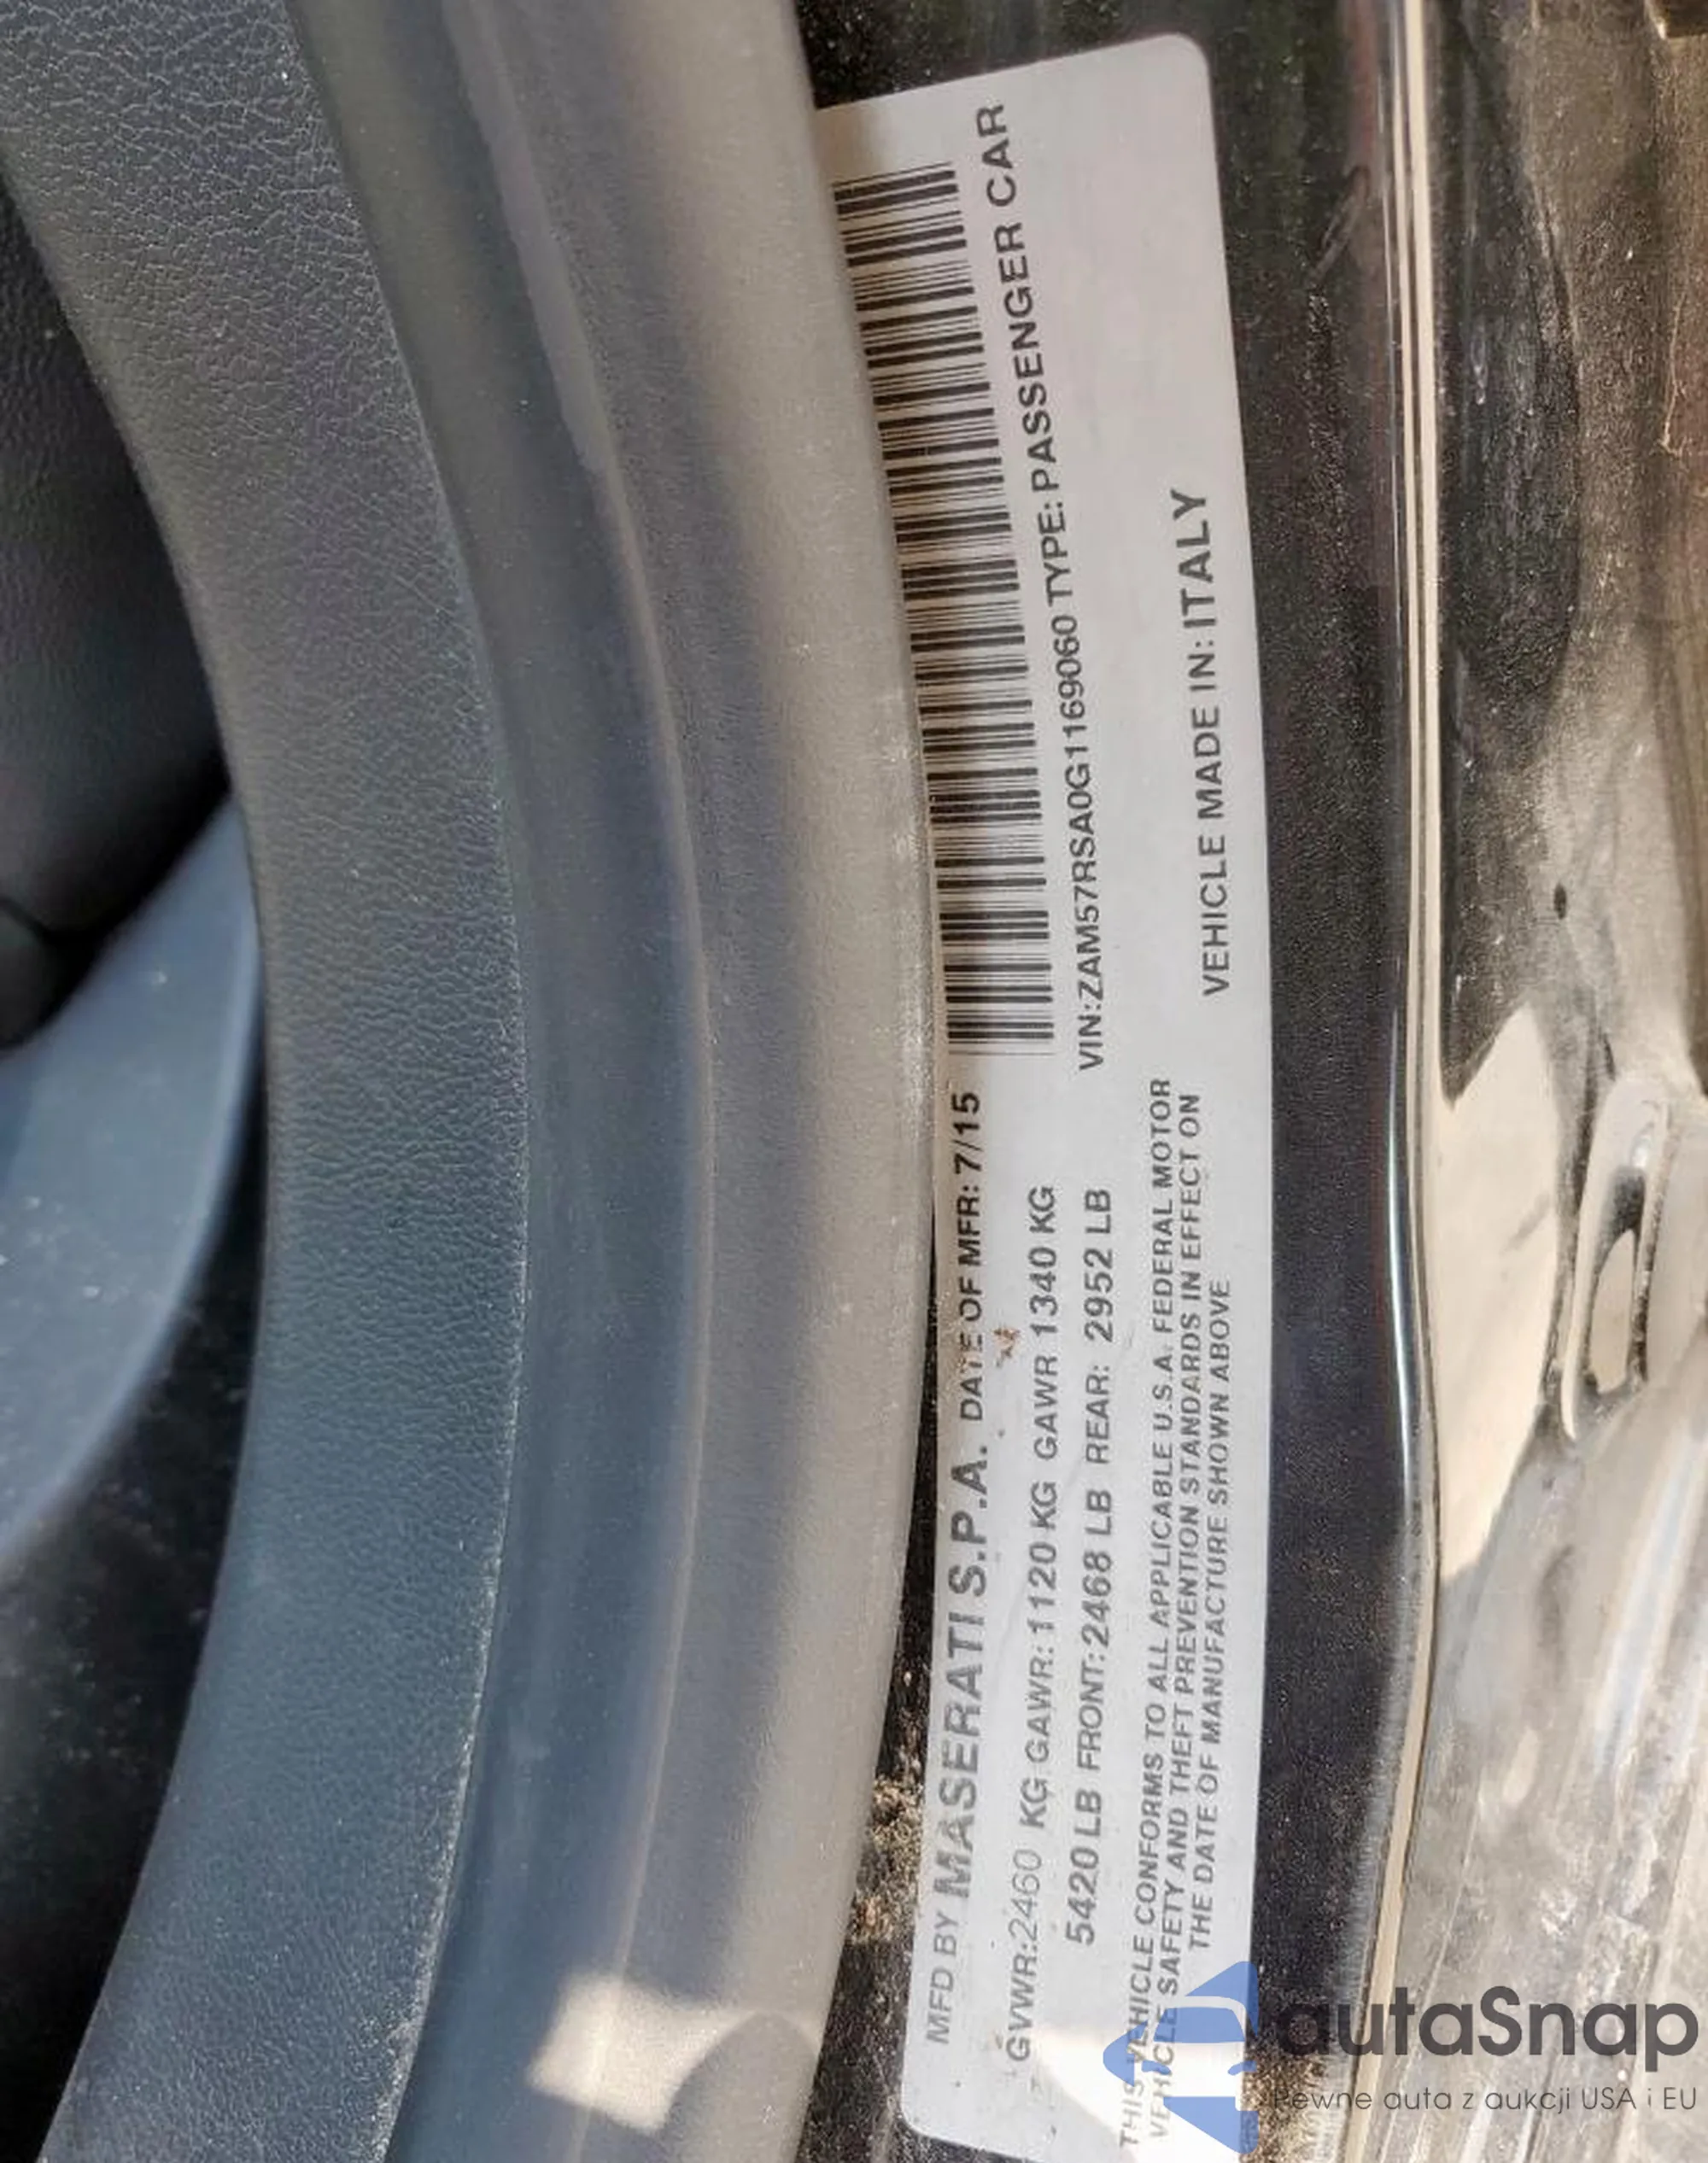 MFD BY MASERATI S.P.A. DATE OF MFR: 7/15
GVWR:2460 KG GAWR:1120 KG GAWR 1340 KG
5420 LB FRONT:2468 LB REAR: 2952 LB
VIN:ZAM57RSA0G1169060 TYPE: PASSENGER CAR
THIS VEHICLE CONFORMS TO ALL APPLICABLE U.S.A. FEDERAL MOTOR
VEHICLE SAFETY AND THEFT PREVENTION STANDARDS IN EFFECT ON
THE DATE OF MANUFACTURE SHOWN ABOVE
VEHICLE MADE IN: ITALY
autaSnap
Pewne auta z aukcji USA i EU